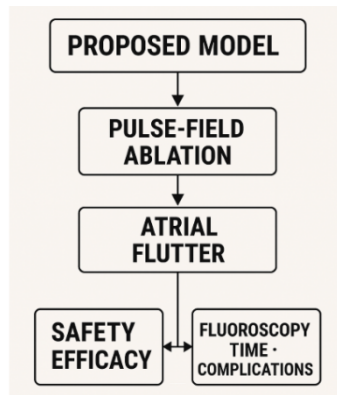 PROPOSED MODEL
PULSE-FIELD
ABLATION
ATRIAL
FLUTTER
SAFETY
EFFICACY
FLUOROSCOPY
TIME ·
COMPLICATIONS